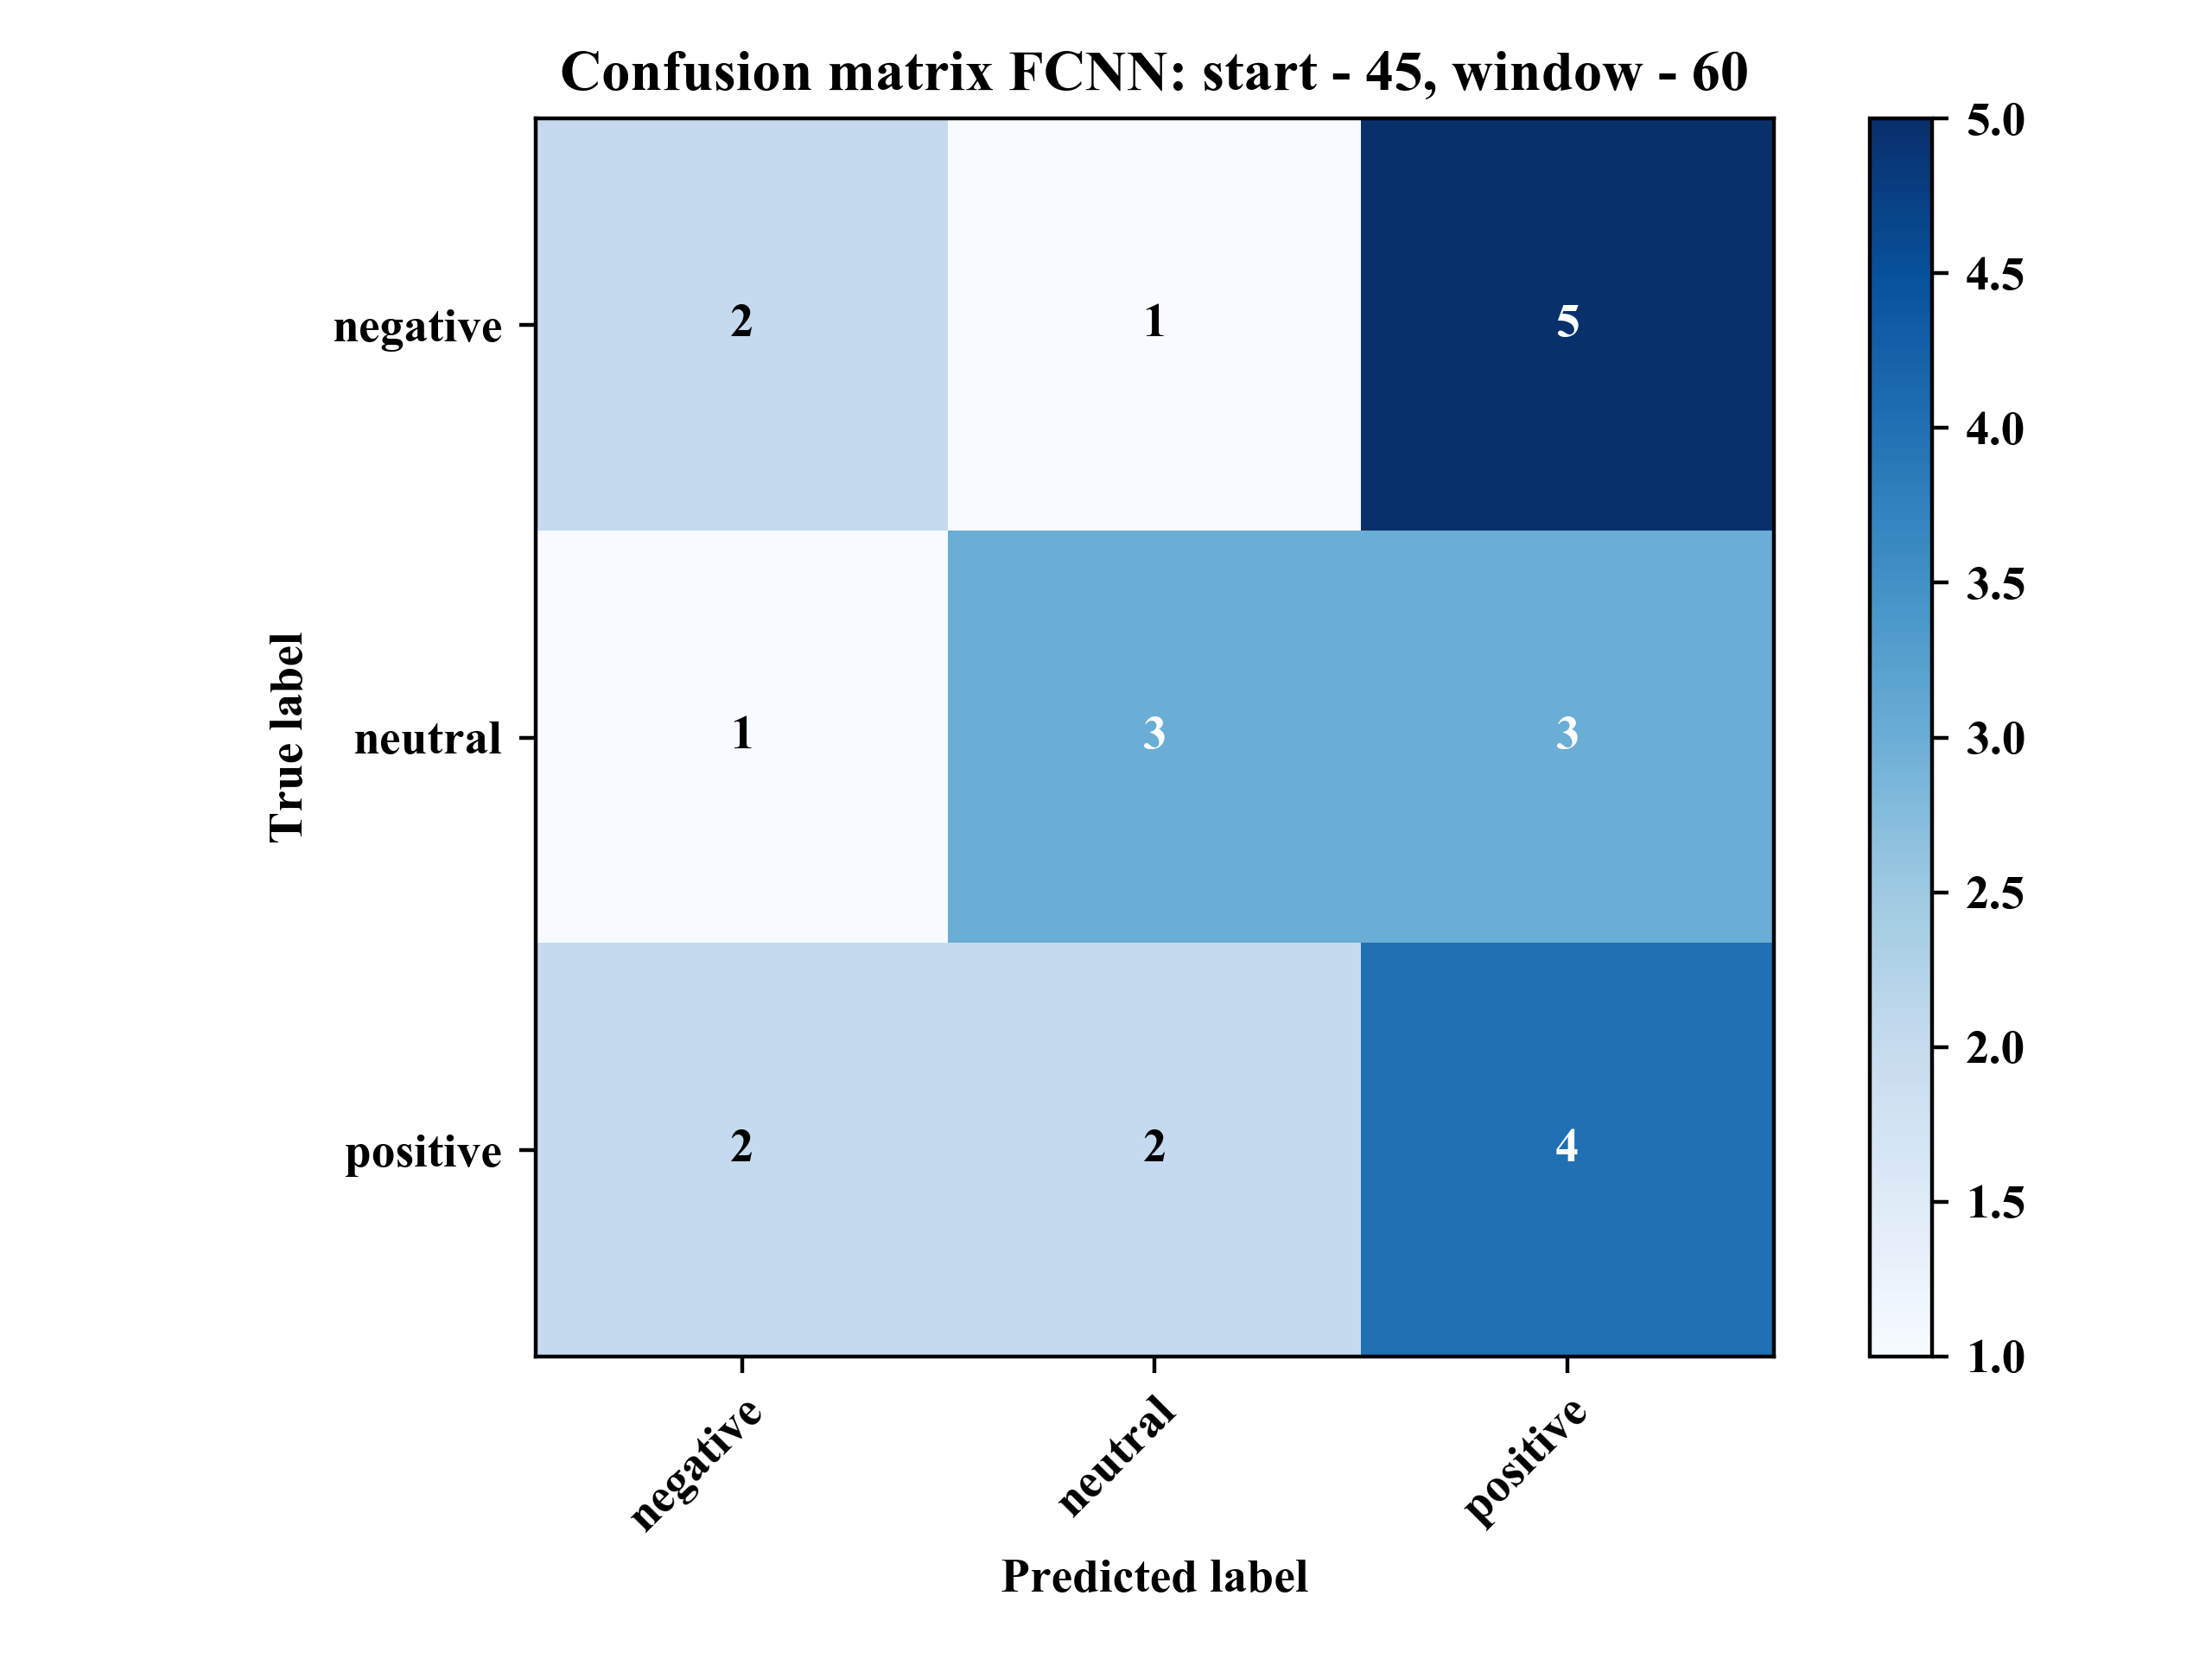 Confusion matrix FCNN: start - 45, window - 60
True label
negative
2
1
5
neutral
1
3
3
positive
2
2
4
negative
neutral
positive
Predicted label
5.0
4.5
4.0
3.5
3.0
2.5
2.0
1.5
1.0